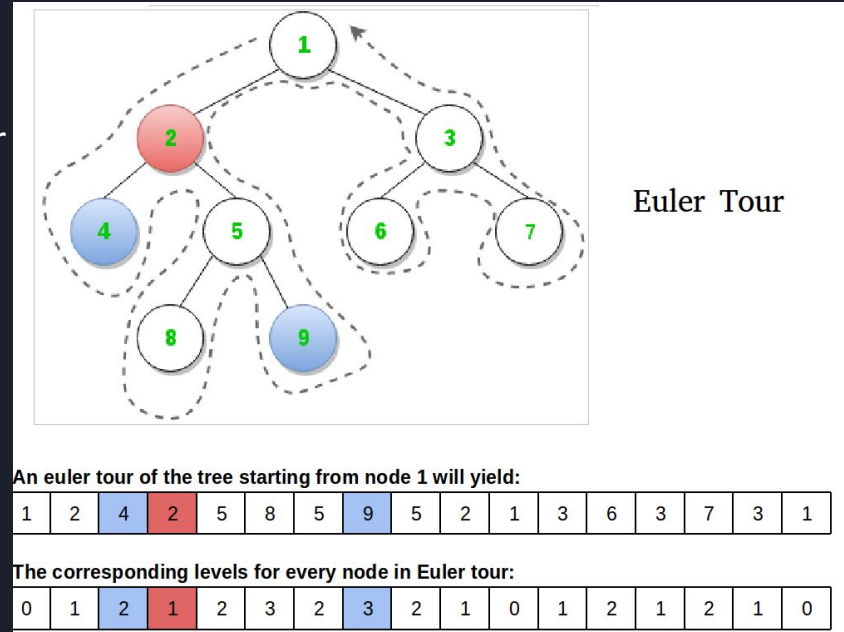 1
2
3
4
5
6
7
8
9
Euler Tour
An euler tour of the tree starting from node 1 will yield:
1 2 4 2 5 8 5 9 5 2 1 3 6 3 7 3 1
The corresponding levels for every node in Euler tour:
0 1 2 1 2 3 2 3 2 1 0 1 2 1 2 1 0